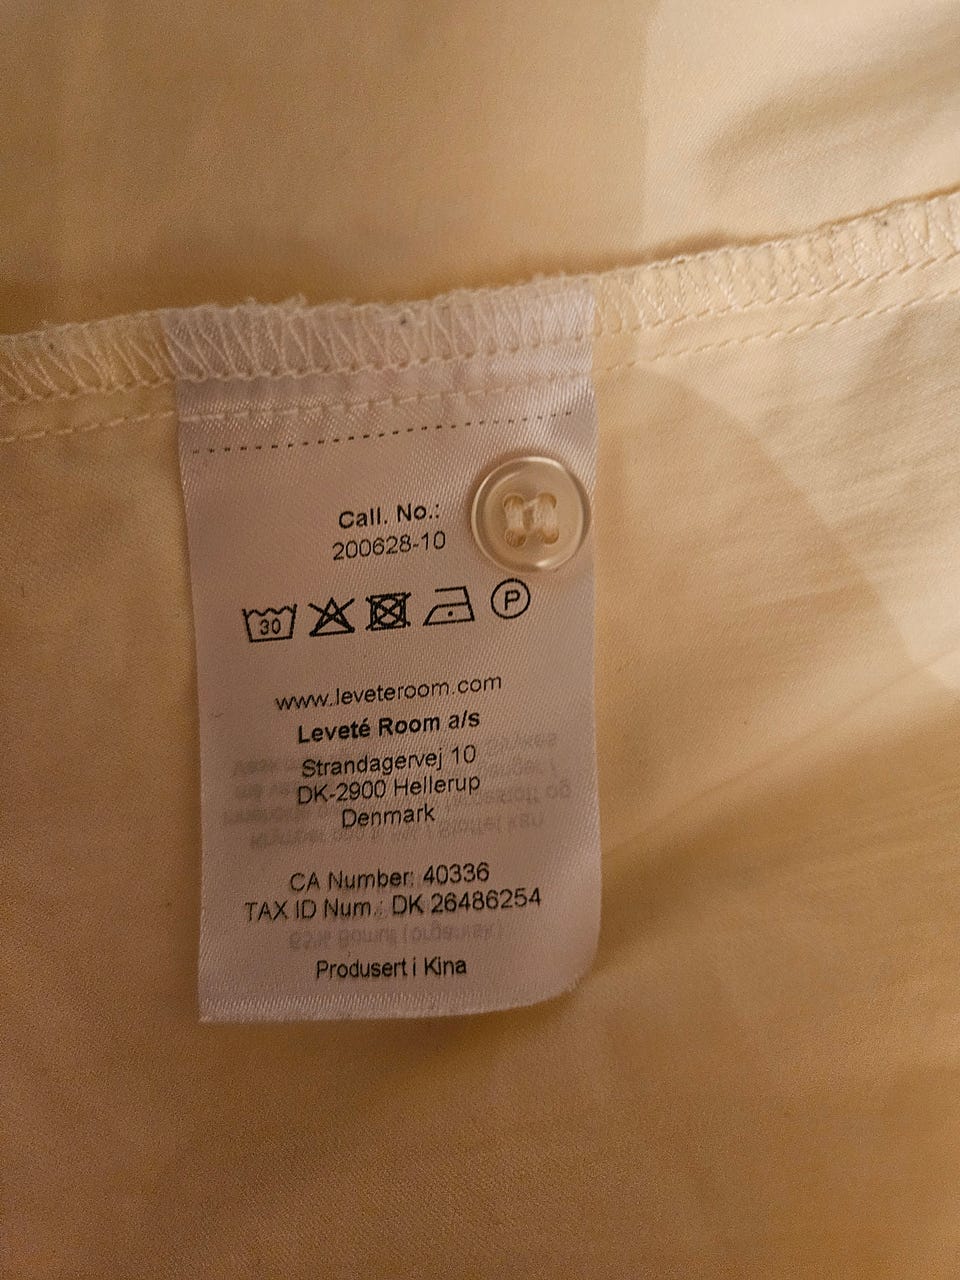 Call. No.:
200628-10
30
P
www.leveteroom.com
Leveté Room a/s
Strandagervej 10
DK-2900 Hellerup
Denmark
CA Number: 40336
TAX ID Num.: DK 26486254
Produsert i Kina